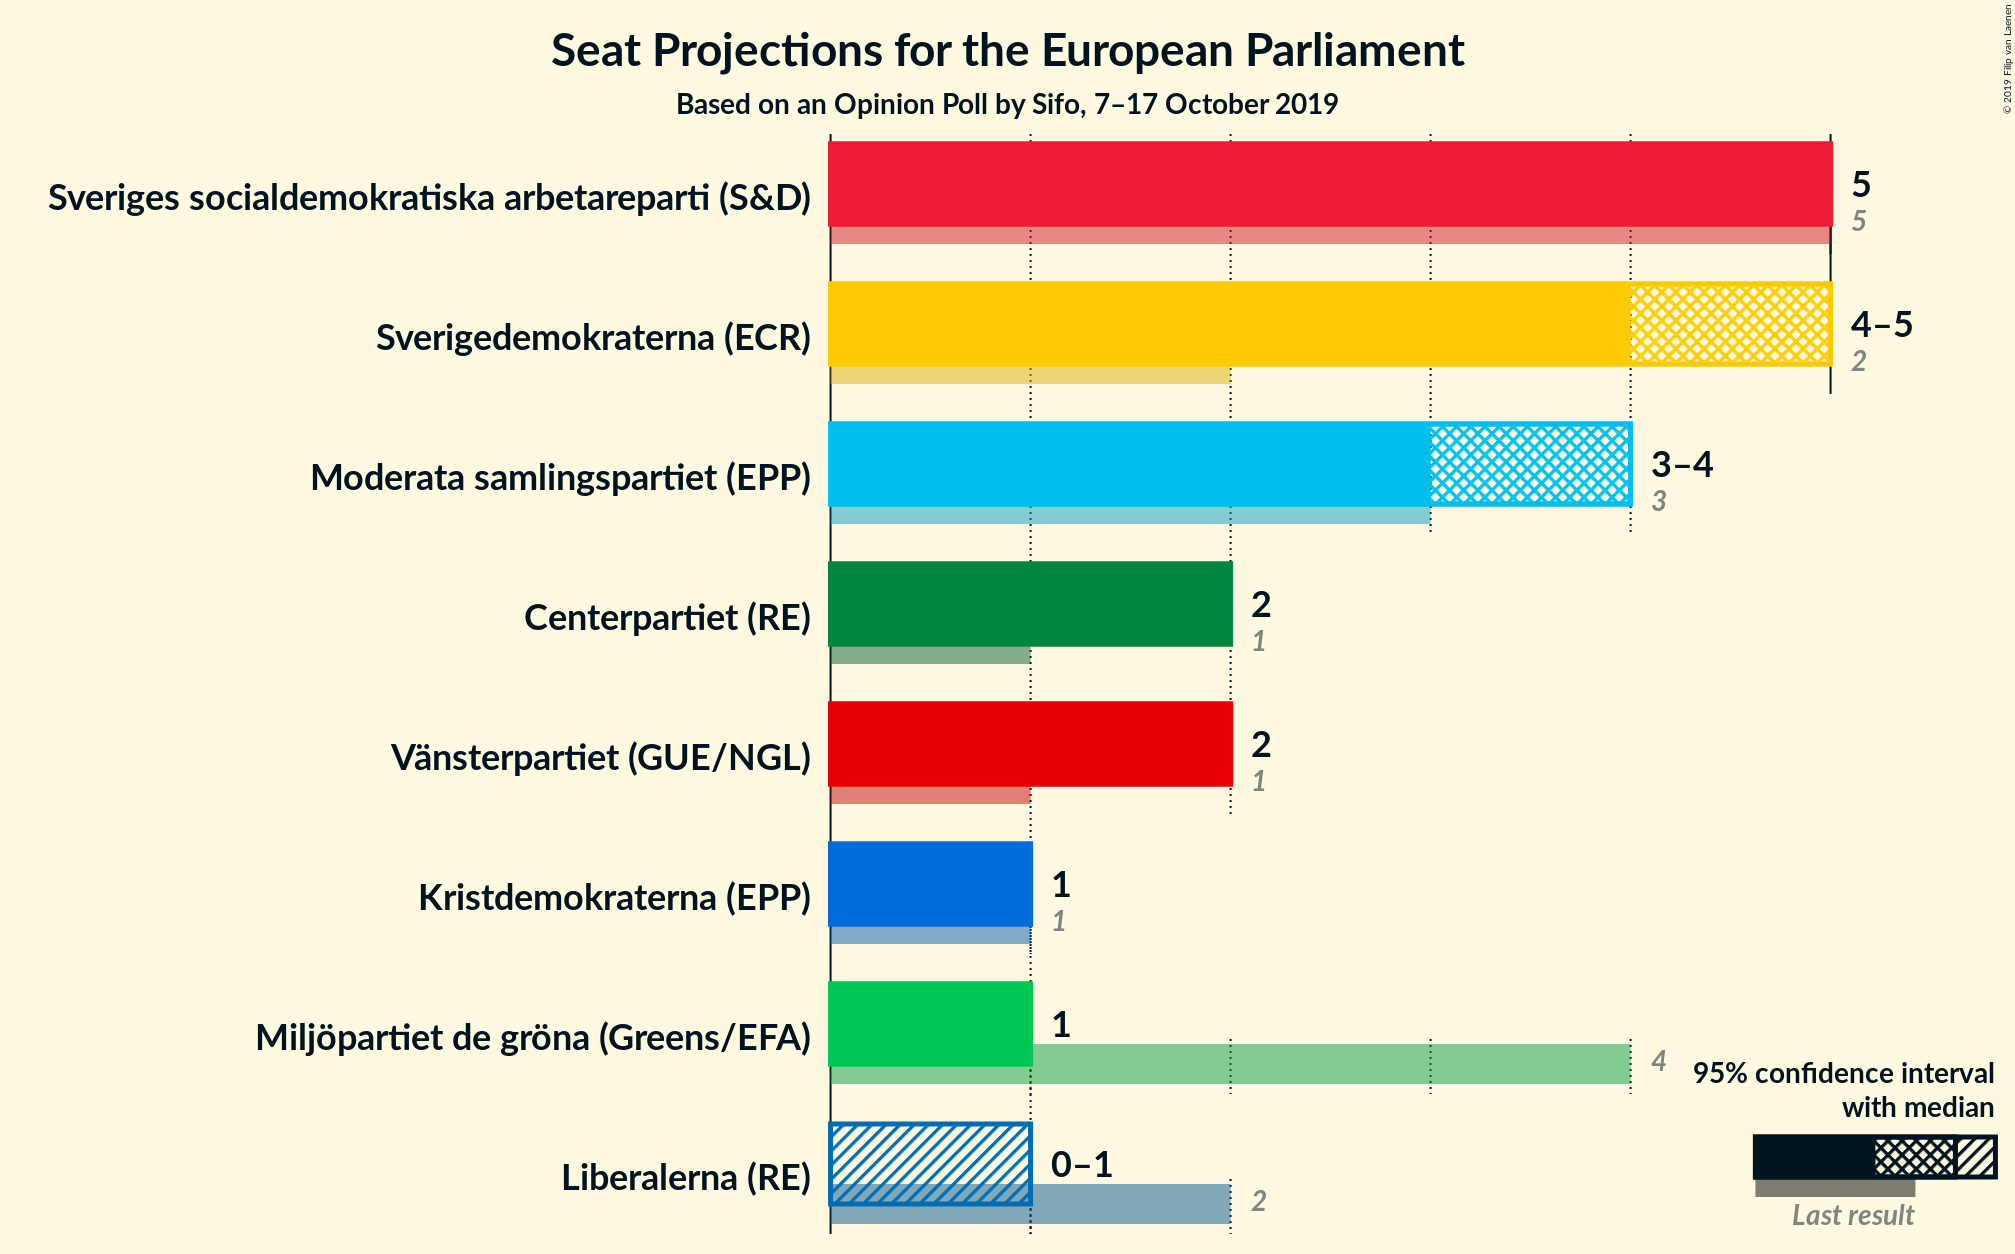 Seat Projections for the European Parliament
Based on an Opinion Poll by Sifo, 7–17 October 2019
© 2019 Filip van Laenen
Sveriges socialdemokratiska arbetareparti (S&D)
5
5
Sverigedemokraterna (ECR)
4–5
2
Moderata samlingspartiet (EPP)
3–4
3
Centerpartiet (RE)
2
1
Vänsterpartiet (GUE/NGL)
2
1
Kristdemokraterna (EPP)
1
1
Miljöpartiet de gröna (Greens/EFA)
1
4
Liberalerna (RE)
0–1
2
95% confidence interval
with median
Last result